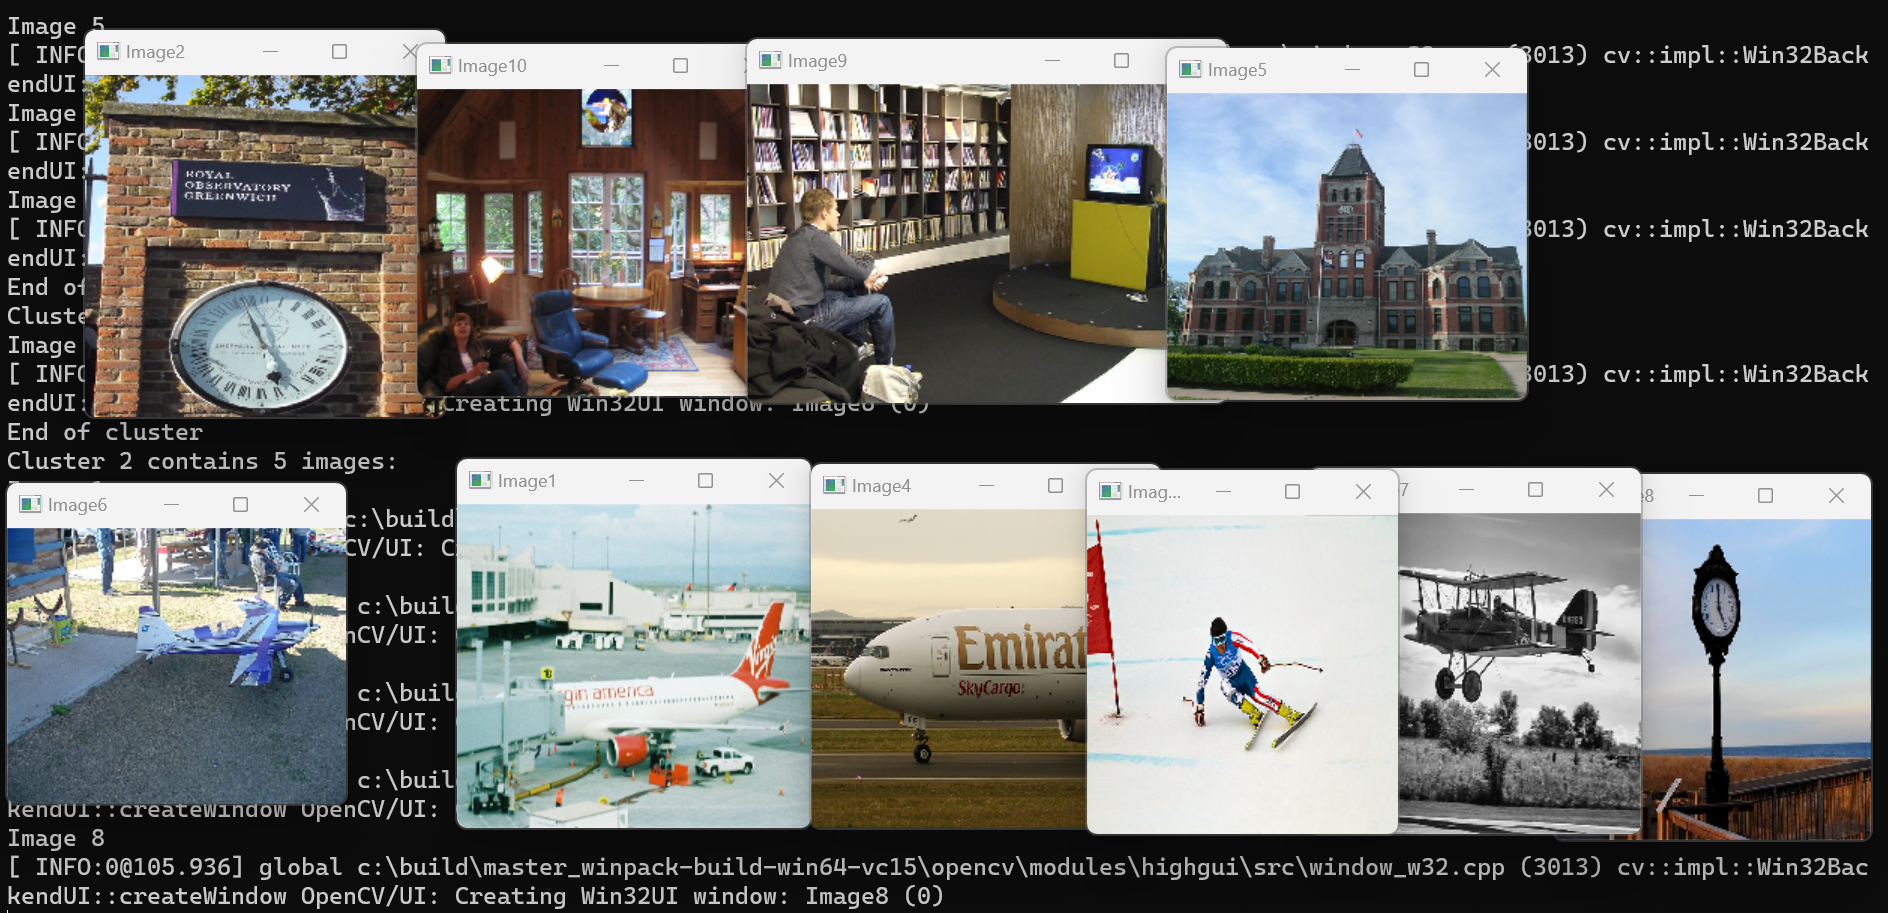 Image 5
[ INFO
(3013) cv::impl::Win32Back
endUI:
Image
[ INFO
3013) cv::impl::Win32Back
endUI:
Image
[ INFO
3013) cv::impl::Win32Back
endUI:
End of
Cluste
Image
[ INFO
3013) cv::impl::Win32Back
endUI:
Creating Win32UI window: Image6 (0)
End of cluster
Cluster 2 contains 5 images:
c:\build
CV/UI: C
c:\buil
nCV/UI:
c:\buil
nCV/UI:
c:\buil
kendUI::createWindow OpenCV/UI:
Image 8
[ INFO:0@105.936] global c:\build\master_winpack-build-win64-vc15\opencv\modules\highgui\src\window_w32.cpp (3013) cv::impl::Win32Bac
kendUI::createWindow OpenCV/UI: Creating Win32UI window: Image8 (0)
Image2
ROYAL
OBSERVATORY
GREENWICH
Image10
Image9
Image5
Image6
Image1
gin america
Virgin
Image4
Emirat
SkyCargo
Imag...
7
e8